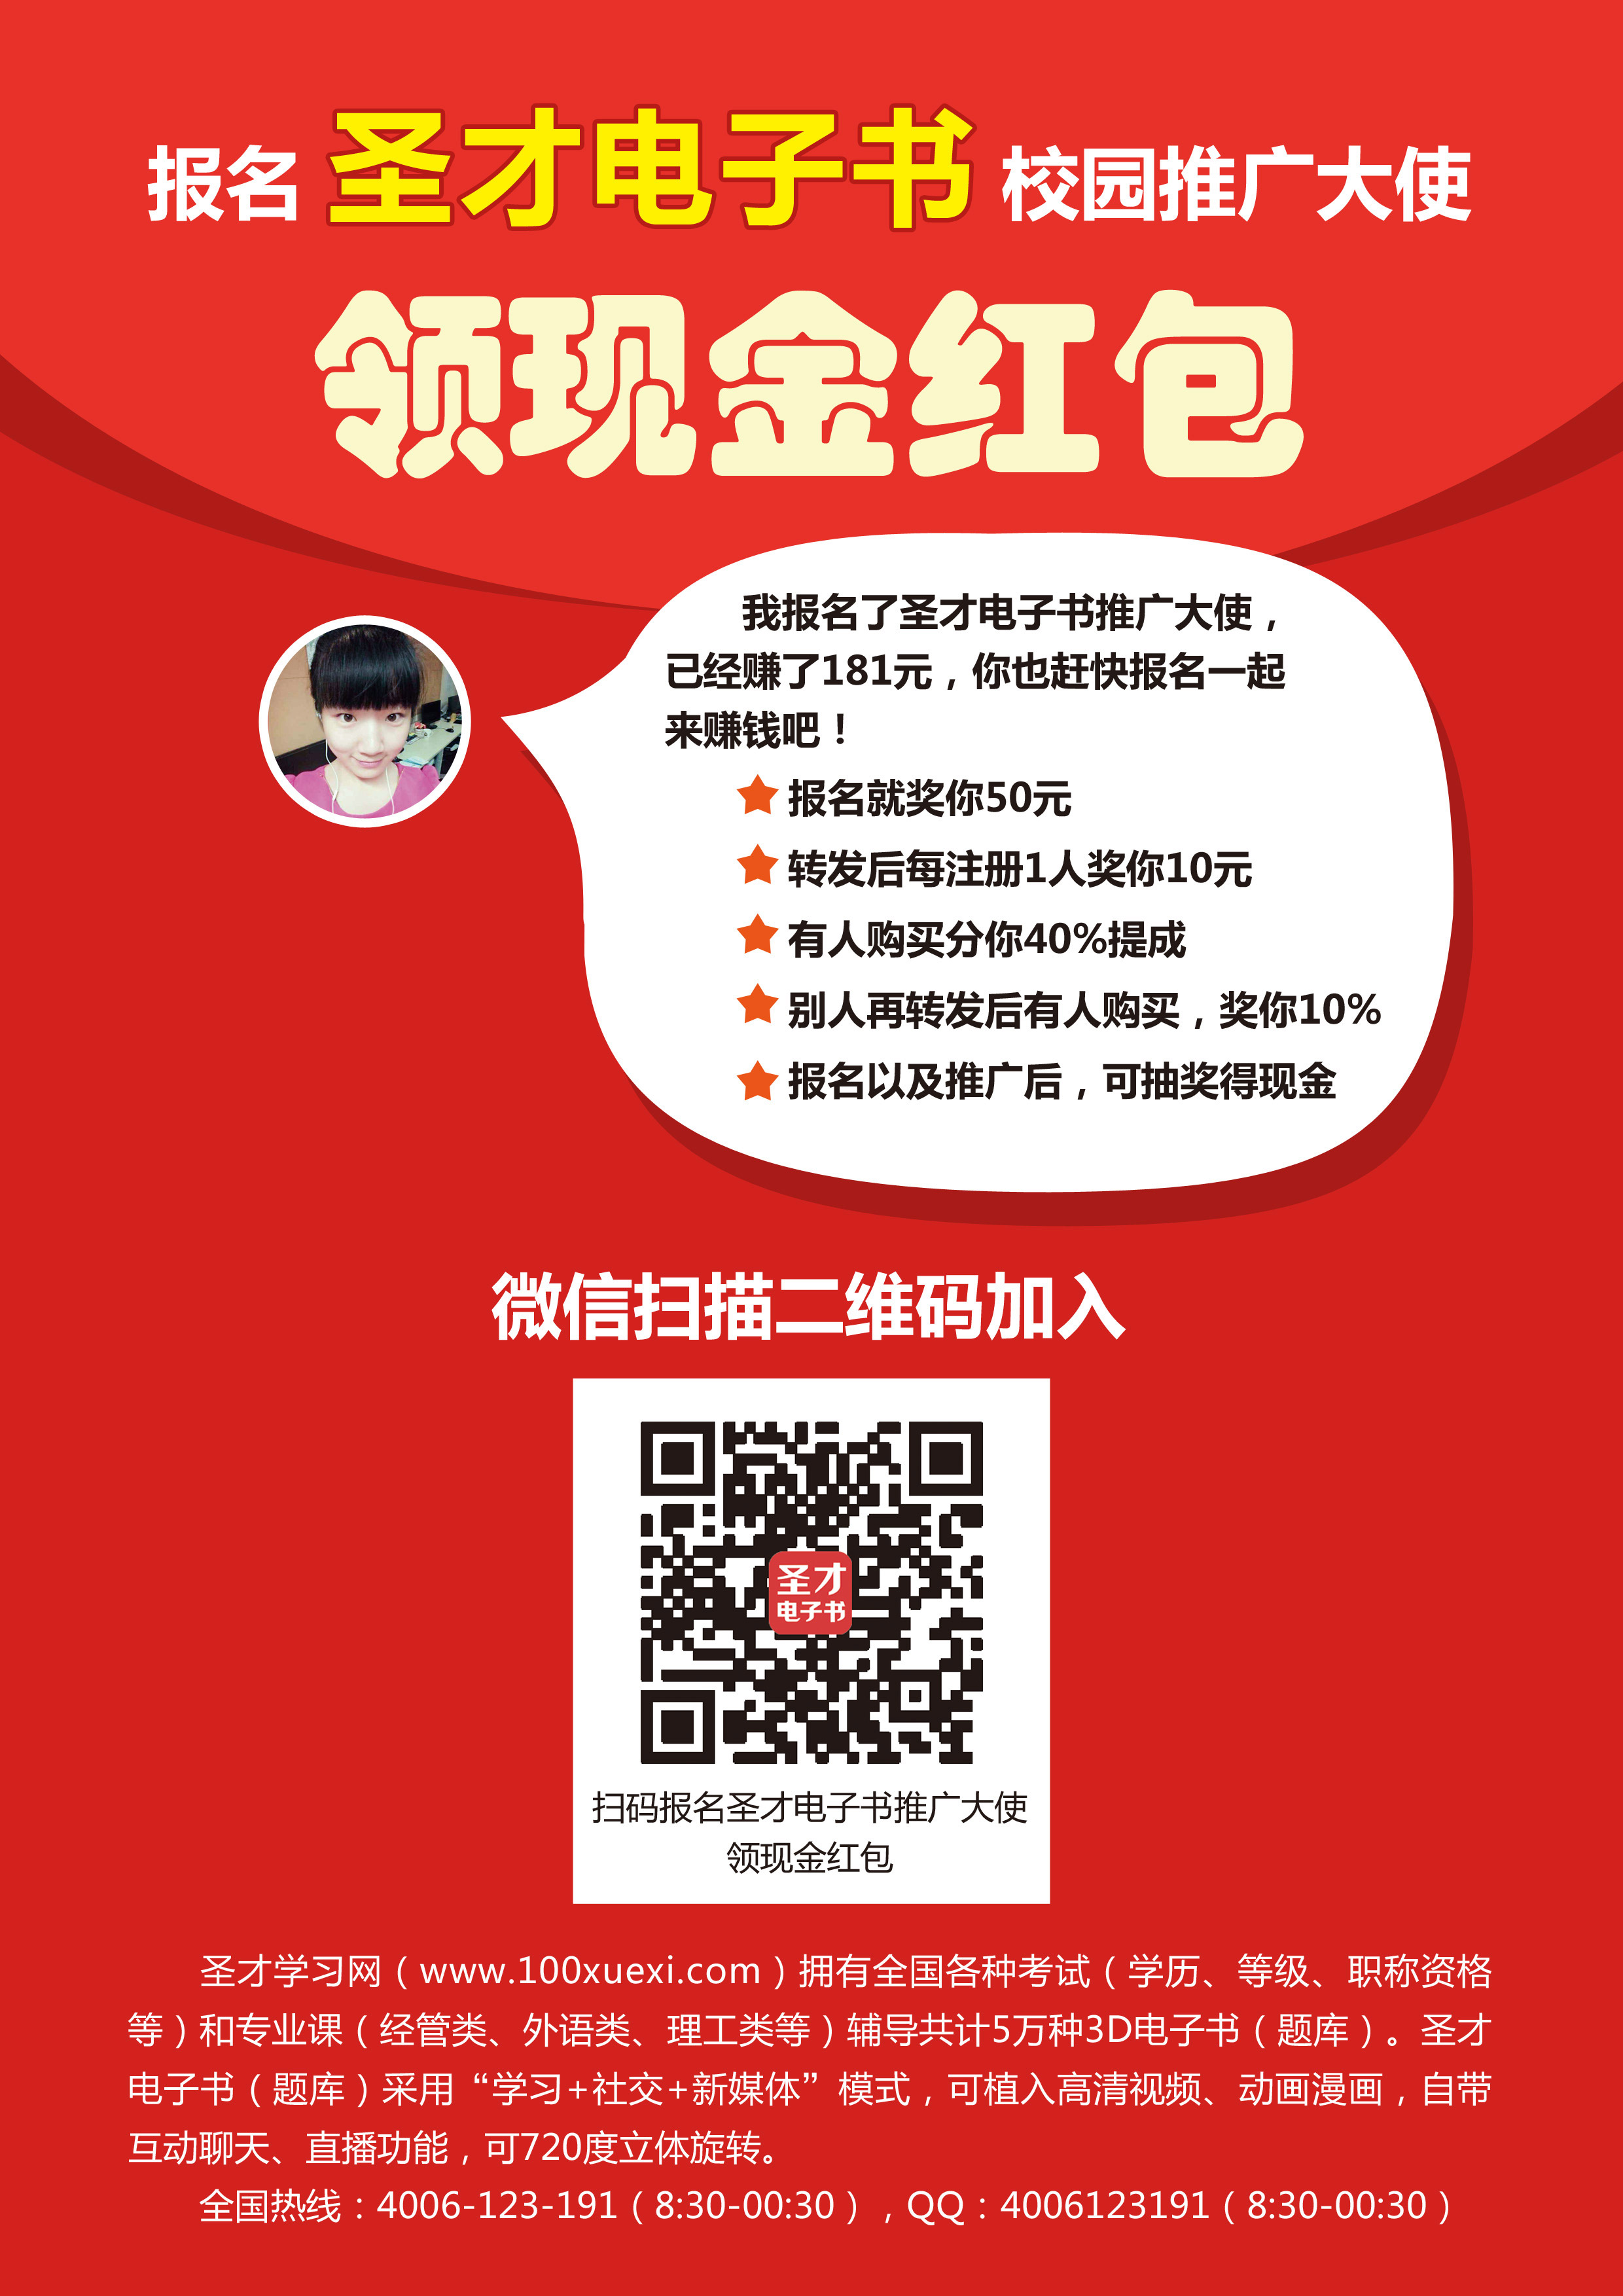 报名 圣才电子书 校园推广大使
领现金红包
我报名了圣才电子书推广大使，
已经赚了181元，你也赶快报名一起
来赚钱吧！
报名就奖你50元
转发后每注册1人奖你10元
有人购买分你40%提成
别人再转发后有人购买，奖你10%
报名以及推广后，可抽奖得现金
微信扫描二维码加入
圣才
电子书
扫码报名圣才电子书推广大使
领现金红包
圣才学习网（www.100xuexi.com）拥有全国各种考试（学历、等级、职称资格
等）和专业课（经管类、外语类、理工类等）辅导共计5万种3D电子书（题库）。圣才
电子书（题库）采用“学习+社交+新媒体”模式，可植入高清视频、动画漫画，自带
互动聊天、直播功能，可720度立体旋转。
全国热线：4006-123-191（8:30-00:30），QQ：4006123191（8:30-00:30）